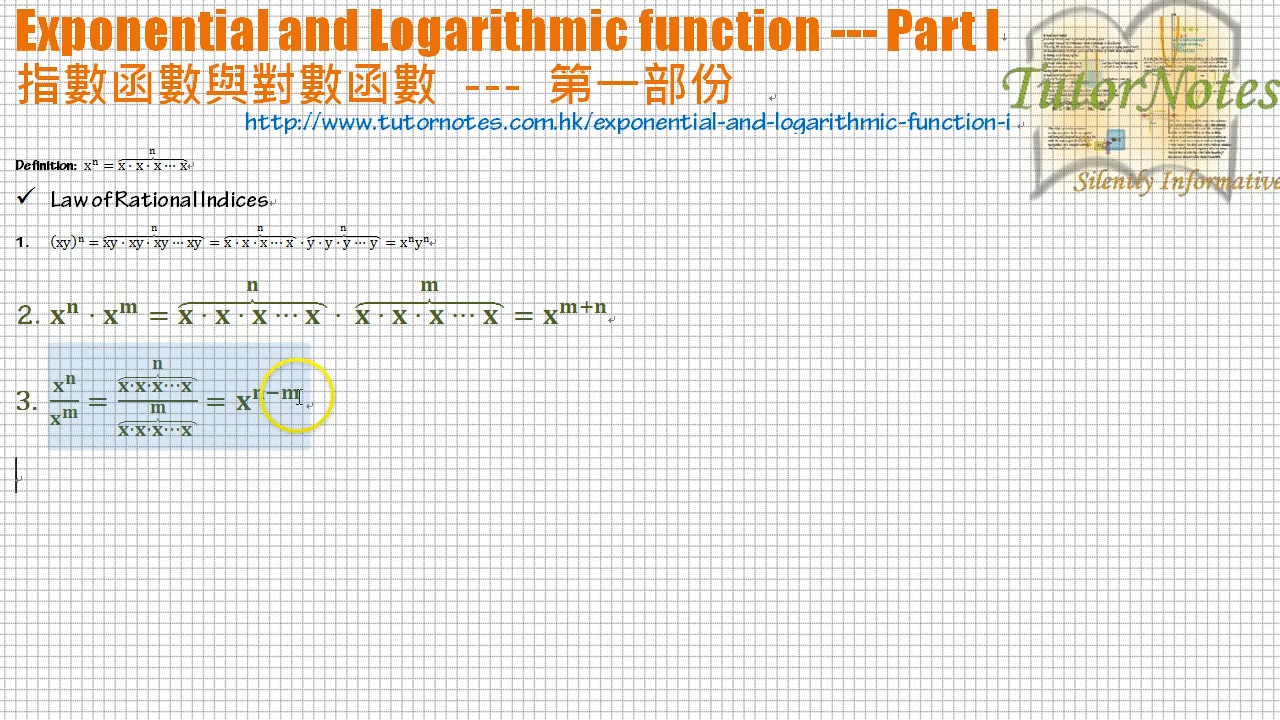 Exponential and Logarithmic function --- Part I
指數函數與對數函數 --- 第一部份
http://www.tutornotes.com.hk/exponential-and-logarithmic-function-i
TutorNotes
Silently Informative
Definition: xⁿ = x · x · x ··· x (n)
✓ Law of Rational Indices
1. (xy)ⁿ = xy · xy · xy ··· xy (n) = x · x · x ··· x (n) · y · y · y ··· y (n) = xⁿyⁿ
2. xⁿ · xᵐ = x · x · x ··· x (n) · x · x · x ··· x (m) = xᵐ⁺ⁿ
3. xⁿ/xᵐ = x·x·x···x (n) / x·x·x···x (m) = xⁿ⁻ᵐ